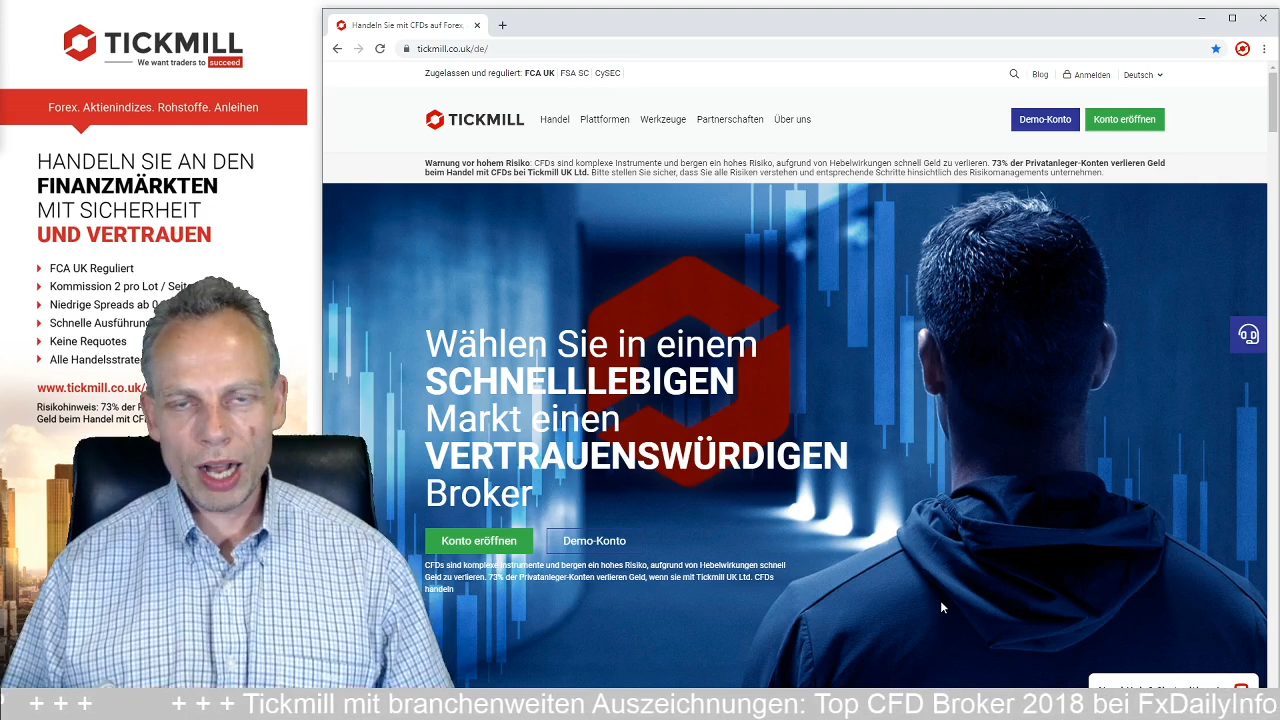 TICKMILL
We want traders to succeed
Forex. Aktienindizes. Rohstoffe. Anleihen
HANDELN SIE AN DEN
FINANZMÄRKTEN
MIT SICHERHEIT
UND VERTRAUEN
FCA UK Reguliert
Kommission 2 pro Lot / Seite
Niedrige Spreads ab
Schnelle Ausführung
Keine Requotes
Alle
www.tickmill.co.uk/
Risikohinweis: 73% der
Geld beim Handel mit
Handeln Sie mit CFDs auf Forex,
tickmill.co.uk/de/
Zugelassen und reguliert: FCA UK | FSA SC | CySEC
Blog Anmelden Deutsch
TICKMILL Handel Plattformen Werkzeuge Partnerschaften Über uns Demo-Konto Konto eröffnen
Warnung vor hohem Risiko: CFDs sind komplexe Instrumente und bergen ein hohes Risiko, aufgrund von Hebelwirkungen schnell Geld zu verlieren. 73% der Privatanleger-Konten verlieren Geld
beim Handel mit CFDs bei Tickmill UK Ltd. Bitte stellen Sie sicher, dass Sie alle Risiken verstehen und entsprechende Schritte hinsichtlich des Risikomanagements unternehmen.
Wählen Sie in einem
SCHNELLLEBIGEN
Markt einen
VERTRAUENSWÜRDIGEN
Broker
Konto eröffnen Demo-Konto
CFDs sind komplexe Instrumente und bergen ein hohes Risiko, aufgrund von Hebelwirkungen schnell
Geld zu verlieren. 73% der Privatanleger-Konten verlieren Geld, wenn sie mit Tickmill UK Ltd. CFDs
handeln
+ + + + + + Tickmill mit branchenweiten Auszeichnungen: Top CFD Broker 2018 bei FxDailyInfo